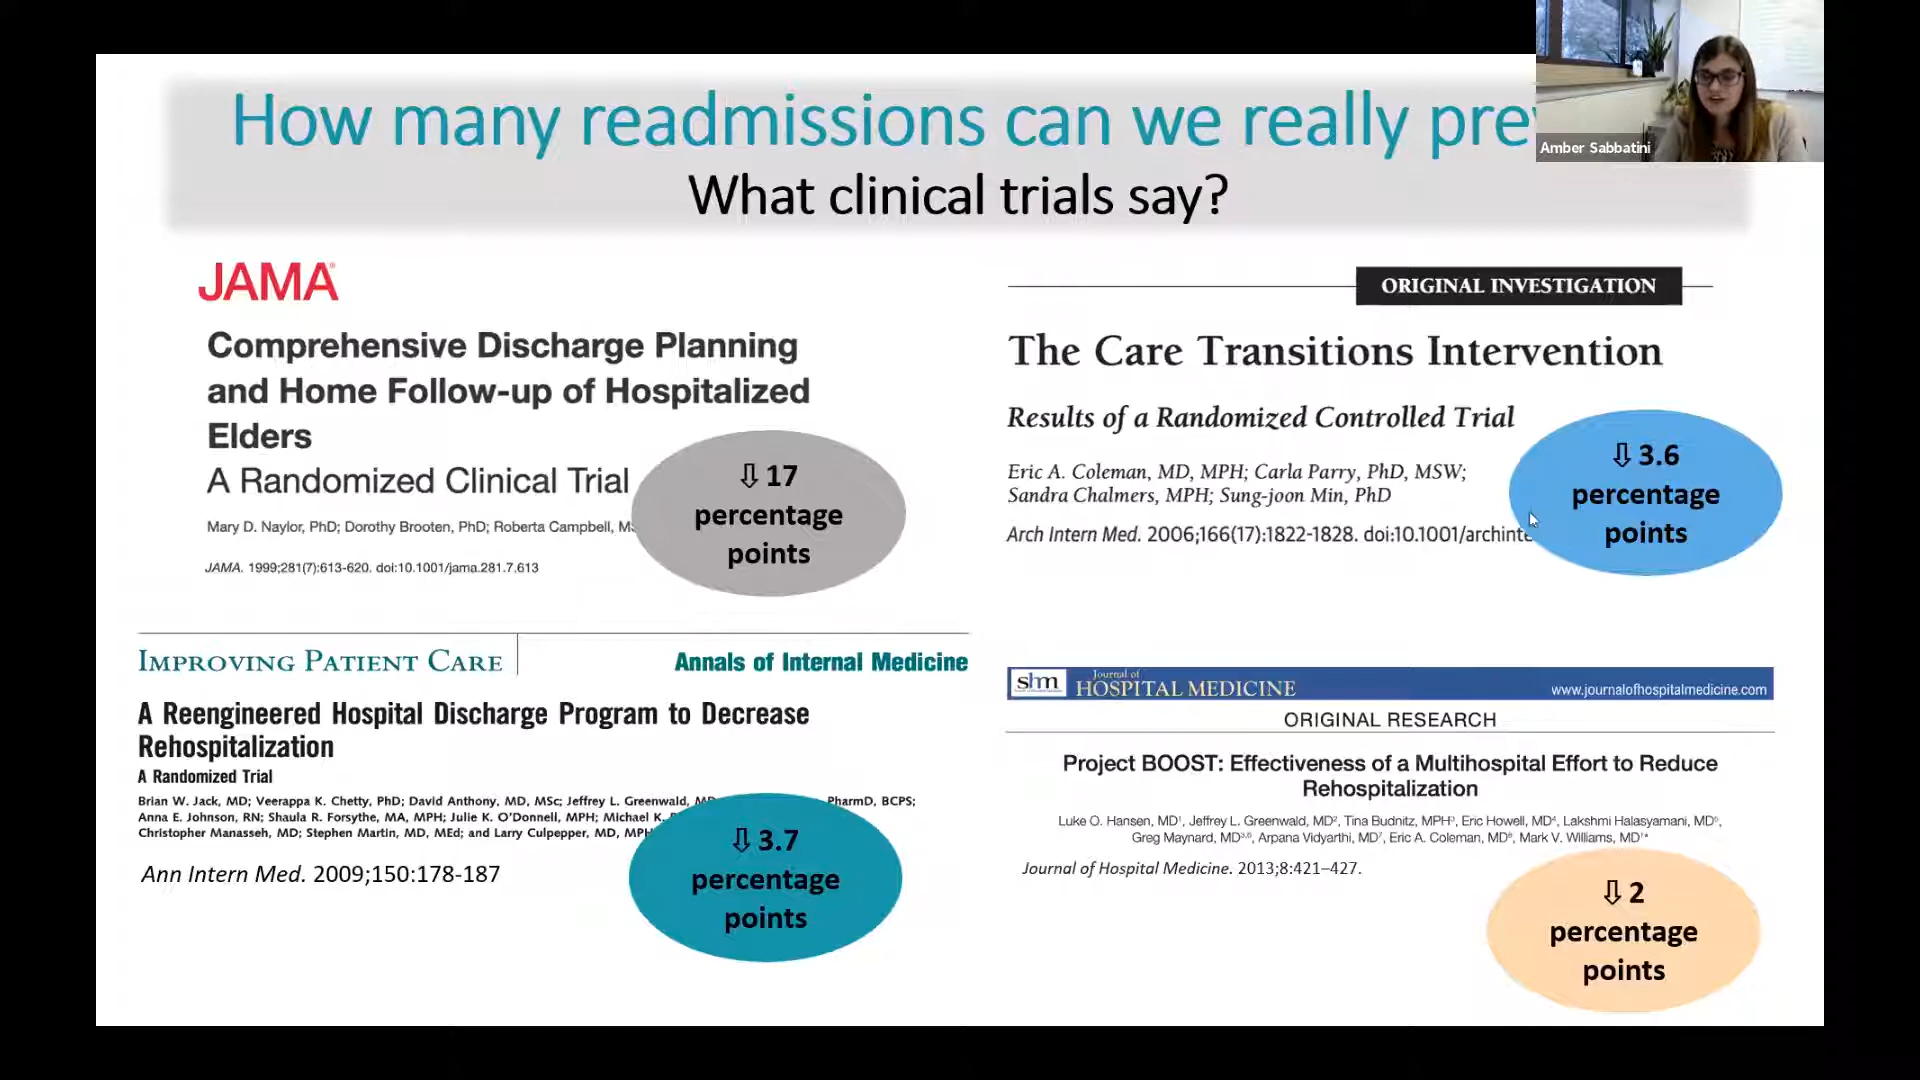 How many readmissions can we really
What clinical trials say?
Amber Sabbatini
JAMA
Comprehensive Discharge Planning
and Home Follow-up of Hospitalized
Elders
A Randomized Clinical Trial
Mary D. Naylor, PhD; Dorothy Brooten, PhD; Roberta Campbell,
JAMA. 1999;281(7):613-620. doi:10.1001/jama.281.7.613
⇩ 17
percentage
points
ORIGINAL INVESTIGATION
The Care Transitions Intervention
Results of a Randomized Controlled Trial
Eric A. Coleman, MD, MPH; Carla Parry, PhD, MSW;
Sandra Chalmers, MPH; Sung-joon Min, PhD
Arch Intern Med. 2006;166(17):1822-1828.
⇩ 3.6
percentage
points
IMPROVING PATIENT CARE
Annals of Internal Medicine
A Reengineered Hospital Discharge Program to Decrease
Rehospitalization
A Randomized Trial
Brian W. Jack, MD; Veerappa K. Chetty, PhD; David Anthony, MD, MSc; Jeffrey L. Greenwald, PharmD, BCPS;
Anna E. Johnson, RN; Shaula R. Forsythe, MA, MPH; Julie K. O'Donnell, MPH; Michael K.
Christopher Manasseh, MD; Stephen Martin, MD, MEd; and Larry Culpepper, MD, MPH
Ann Intern Med. 2009;150:178-187
⇩ 3.7
percentage
points
shm
Journal of
HOSPITAL MEDICINE
www.journalofhospitalmedicine.com
ORIGINAL RESEARCH
Project BOOST: Effectiveness of a Multihospital Effort to Reduce
Rehospitalization
Luke O. Hansen, MD, Jeffrey L. Greenwald, MD, Tina Budnitz, MPH, Eric Howell, MD, Lakshmi Halasyamani, MD,
Greg Maynard, MD, Arpana Vidyarthi, MD, Eric A. Coleman, MD, Mark V. Williams, MD
Journal of Hospital Medicine. 2013;8:421–427.
⇩ 2
percentage
points